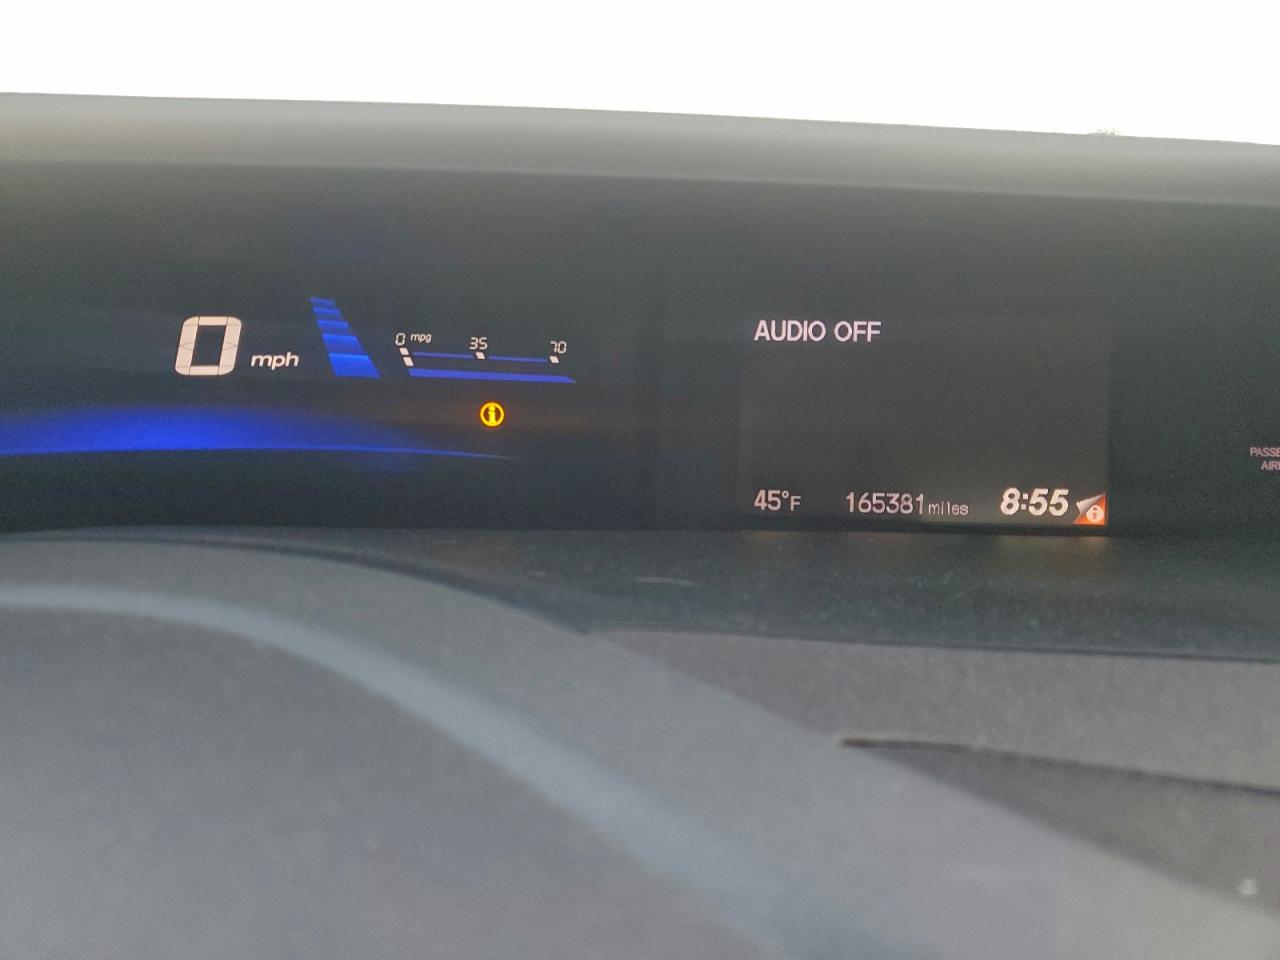 0 mph
0 mpg 35 70
AUDIO OFF
45°F 165381 miles 8:55